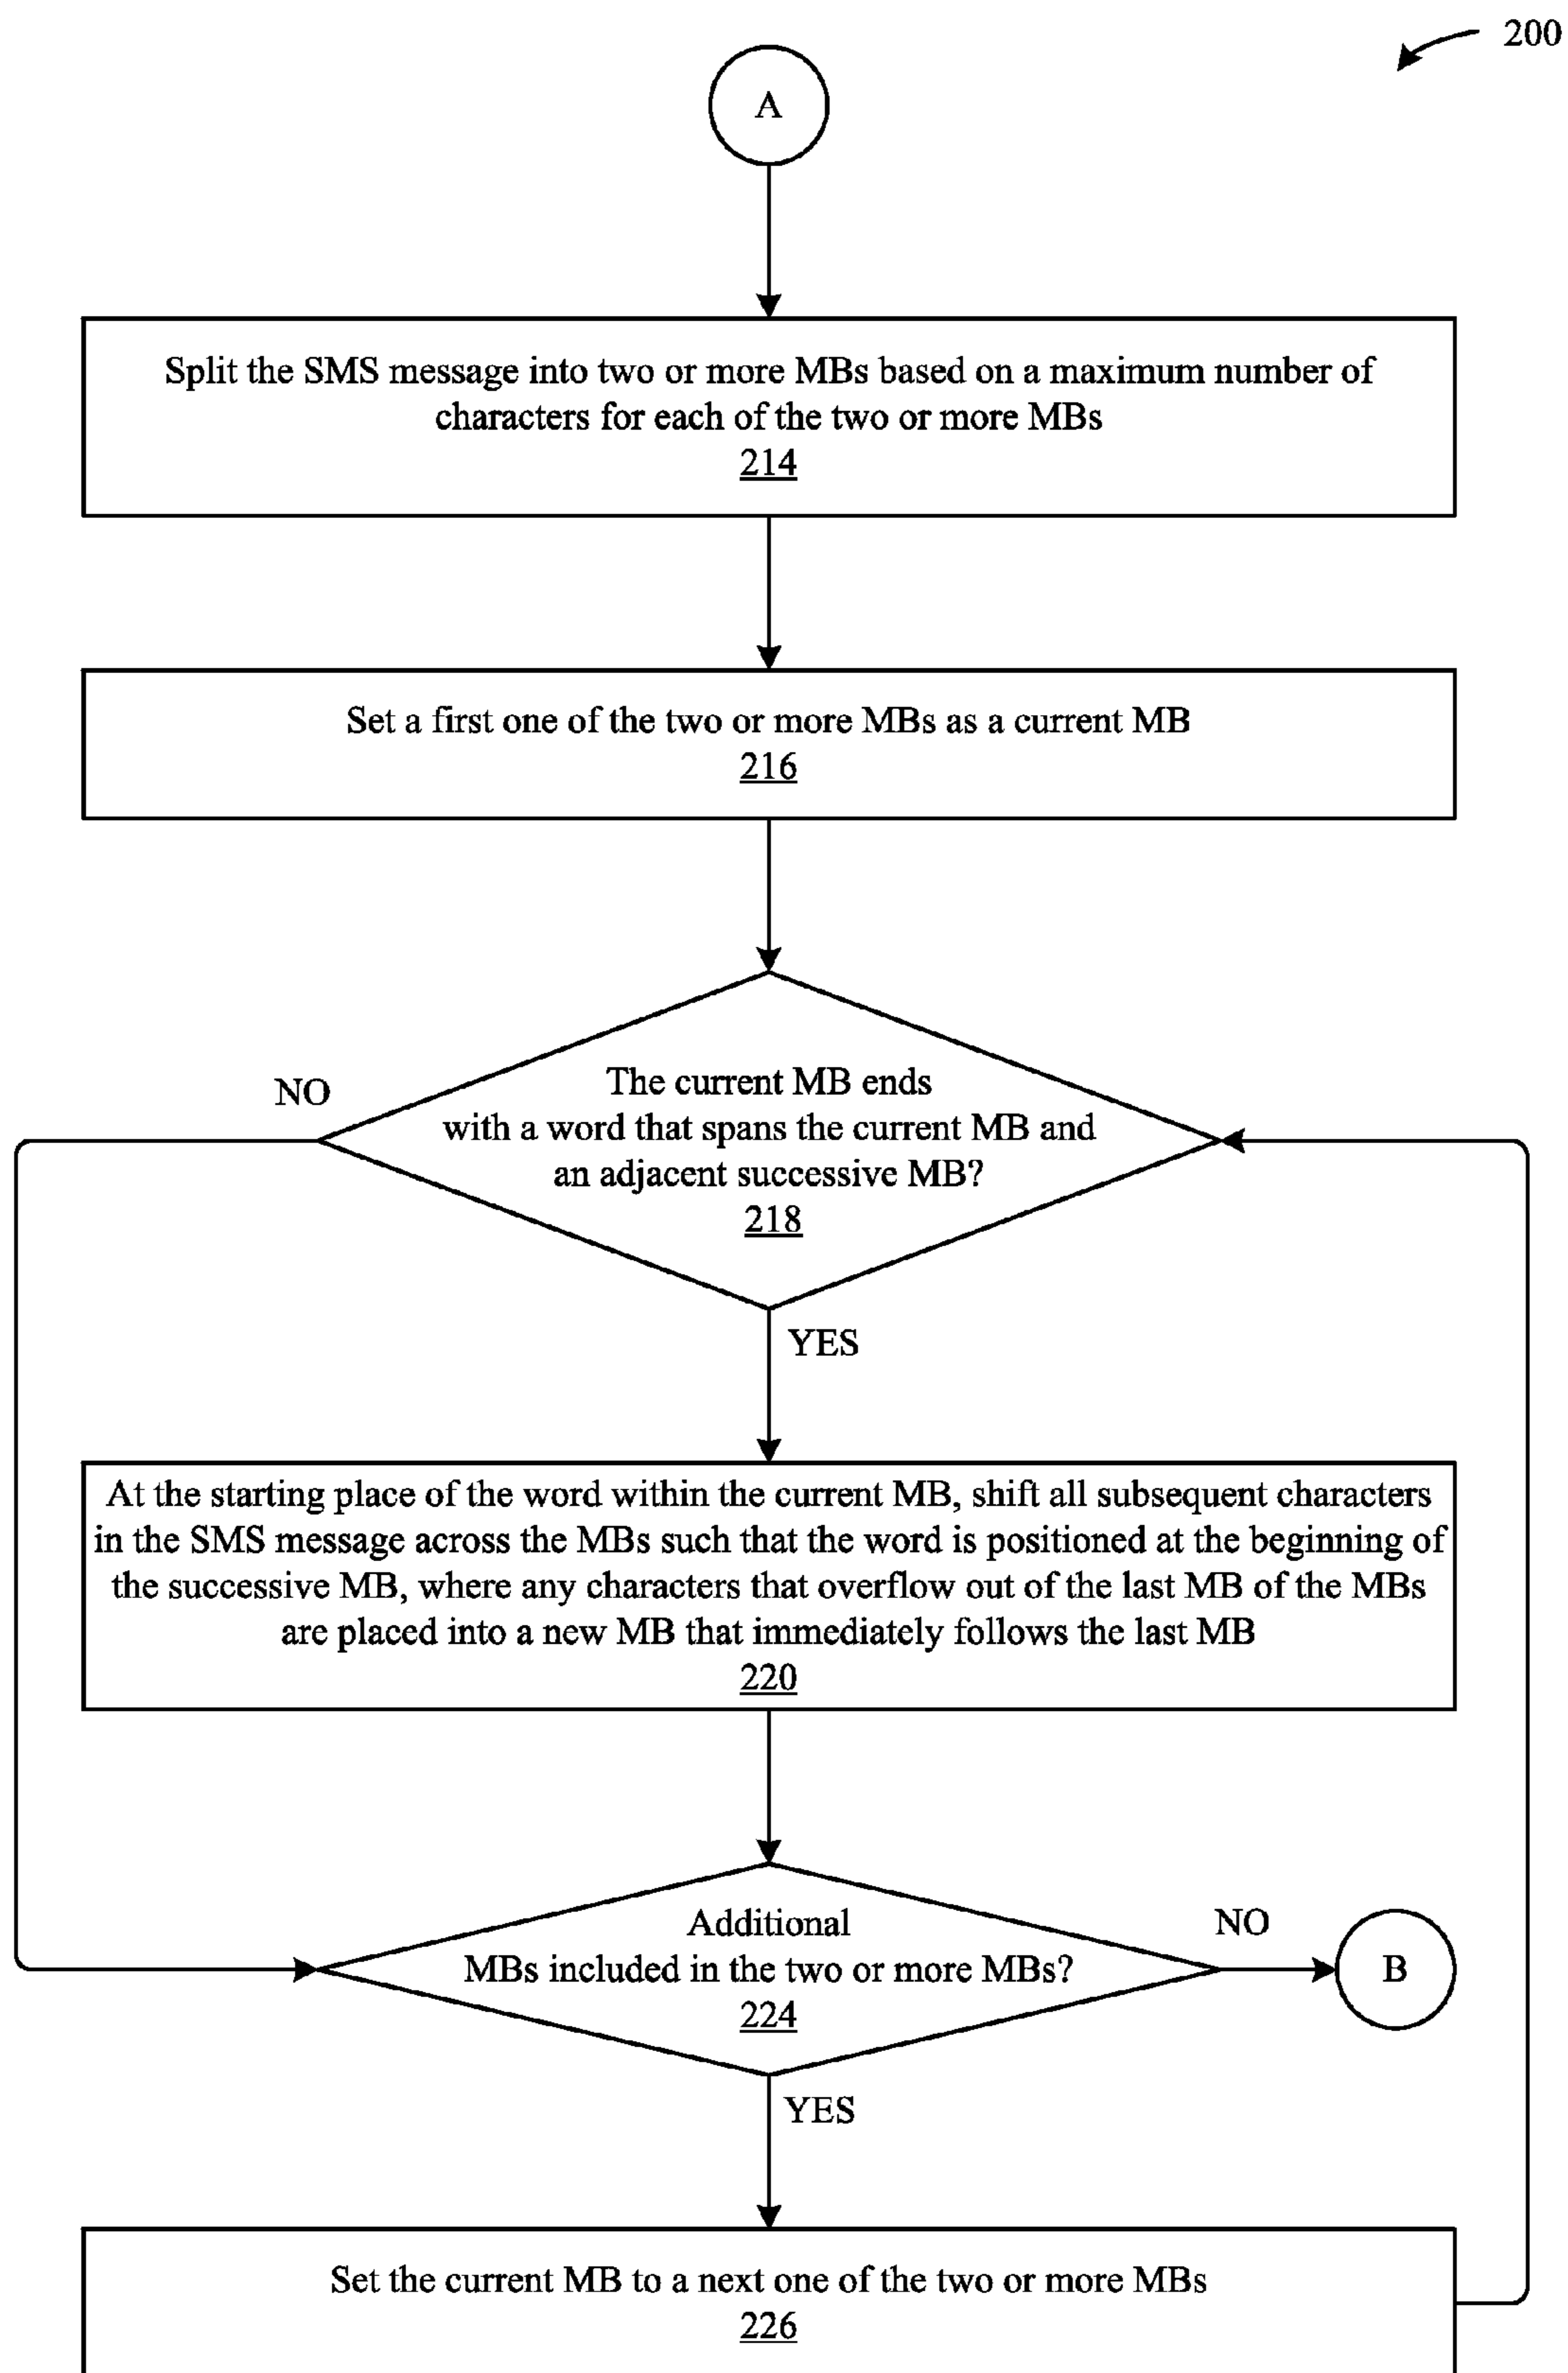 200
A
Split the SMS message into two or more MBs based on a maximum number of
characters for each of the two or more MBs
214
Set a first one of the two or more MBs as a current MB
216
NO
The current MB ends
with a word that spans the current MB and
an adjacent successive MB?
218
YES
At the starting place of the word within the current MB, shift all subsequent characters
in the SMS message across the MBs such that the word is positioned at the beginning of
the successive MB, where any characters that overflow out of the last MB of the MBs
are placed into a new MB that immediately follows the last MB
220
Additional
MBs included in the two or more MBs?
224
NO
B
YES
Set the current MB to a next one of the two or more MBs
226